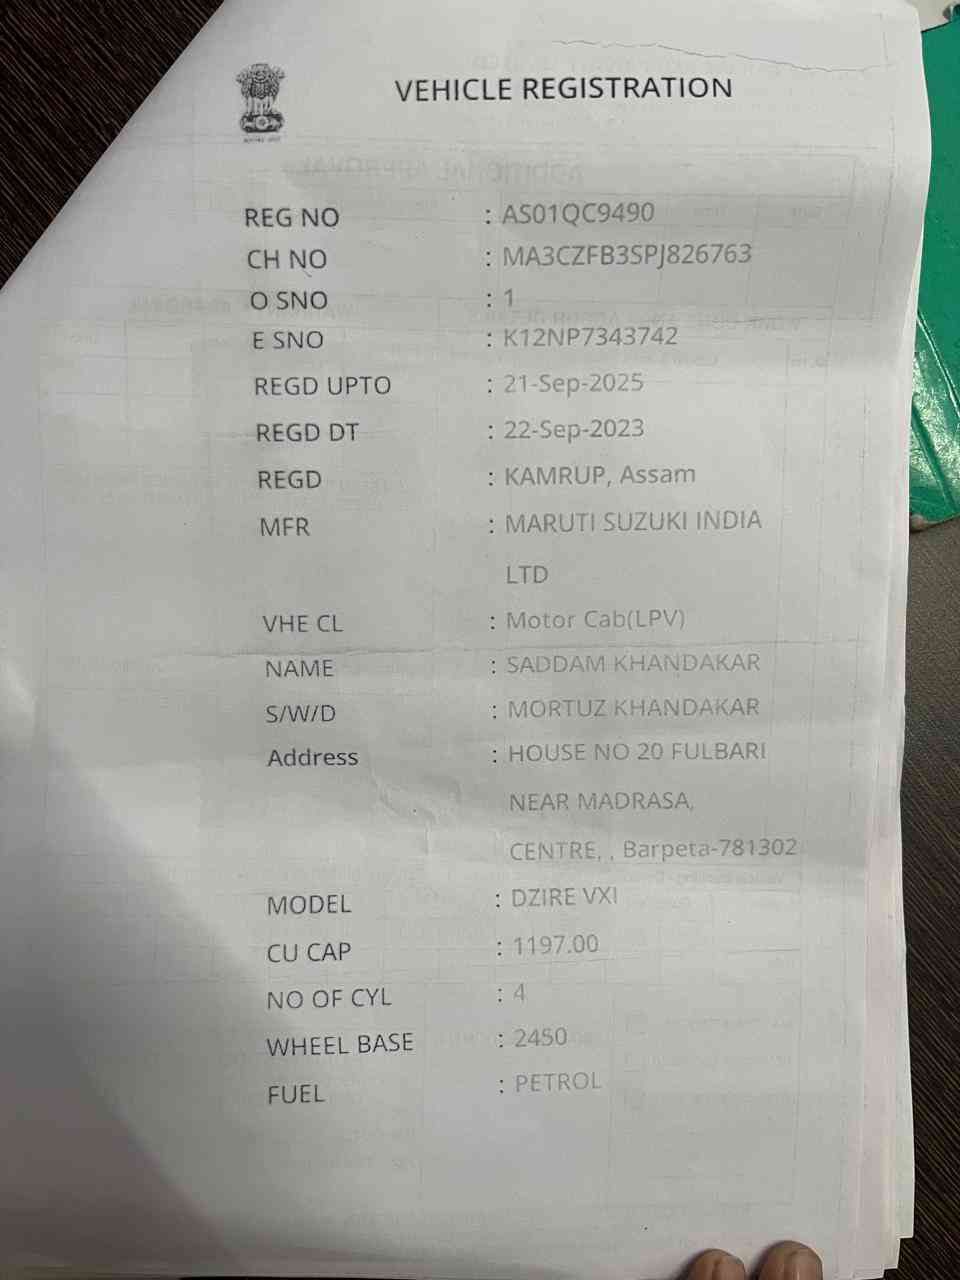 VEHICLE REGISTRATION
REG NO : AS01QC9490
CH NO : MA3CZFB3SPJ826763
O SNO : 1
E SNO : K12NP7343742
REGD UPTO : 21-Sep-2025
REGD DT : 22-Sep-2023
REGD : KAMRUP, Assam
MFR : MARUTI SUZUKI INDIA
LTD
VHE CL : Motor Cab(LPV)
NAME : SADDAM KHANDAKAR
S/W/D : MORTUZ KHANDAKAR
Address : HOUSE NO 20 FULBARI
NEAR MADRASA,
CENTRE, , Barpeta-781302
MODEL : DZIRE VXI
CU CAP : 1197.00
NO OF CYL : 4
WHEEL BASE : 2450
FUEL : PETROL